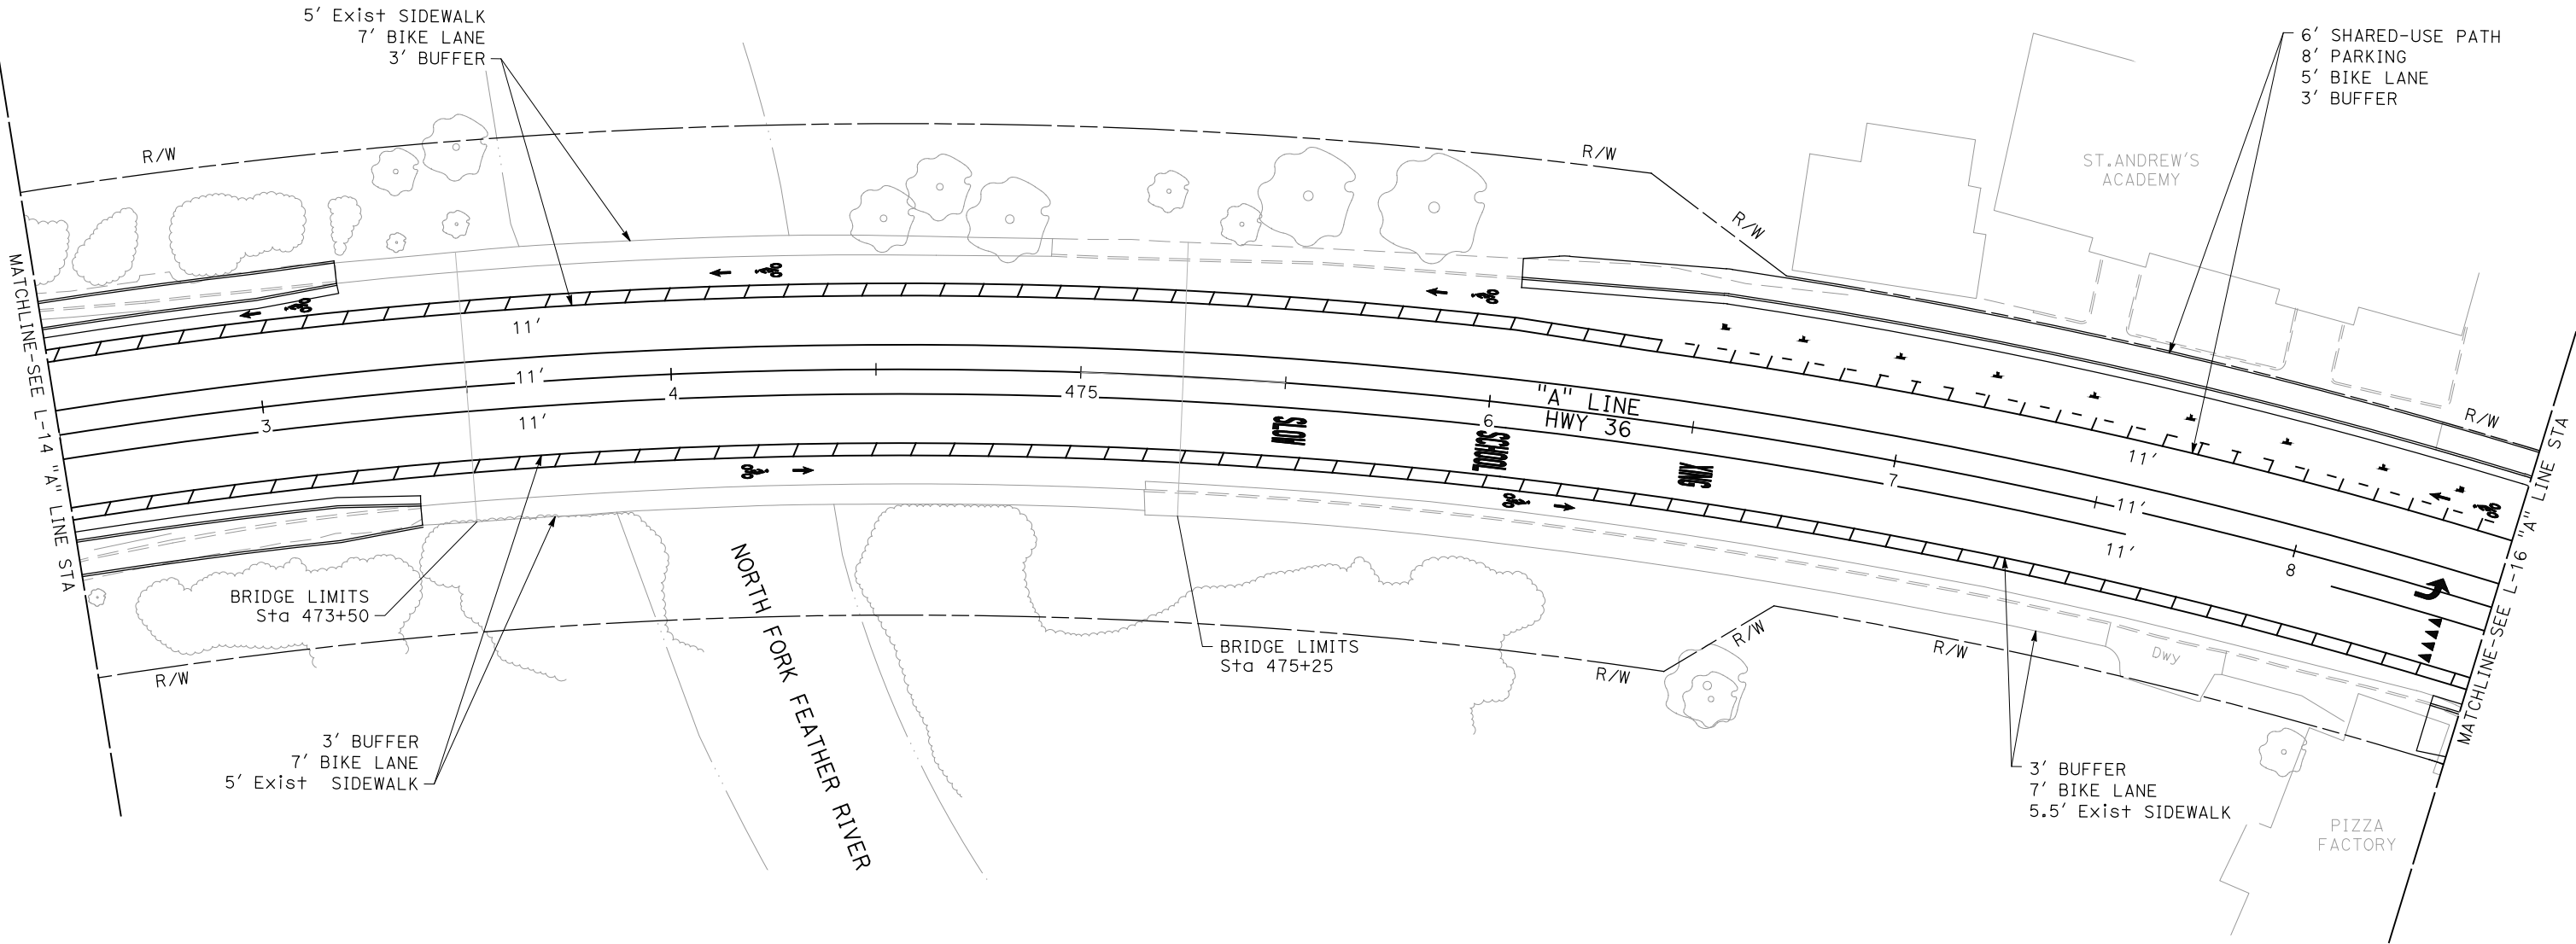 5' Exist SIDEWALK
7' BIKE LANE
3' BUFFER
6' SHARED-USE PATH
8' PARKING
5' BIKE LANE
3' BUFFER
R/W
R/W
R/W
ST.ANDREW'S
ACADEMY
MATCHLINE-SEE L-14 "A" LINE STA
11'
11'
11'
3
4
475
SLOW
SCHOOL
XING
6
"A" LINE
HWY 36
7
11'
11'
11'
8
R/W
MATCHLINE-SEE L-16 "A" LINE STA
BRIDGE LIMITS
Sta 473+50
NORTH FORK FEATHER RIVER
BRIDGE LIMITS
Sta 475+25
R/W
R/W
R/W
R/W
Dwy
3' BUFFER
7' BIKE LANE
5' Exist SIDEWALK
3' BUFFER
7' BIKE LANE
5.5' Exist SIDEWALK
PIZZA
FACTORY